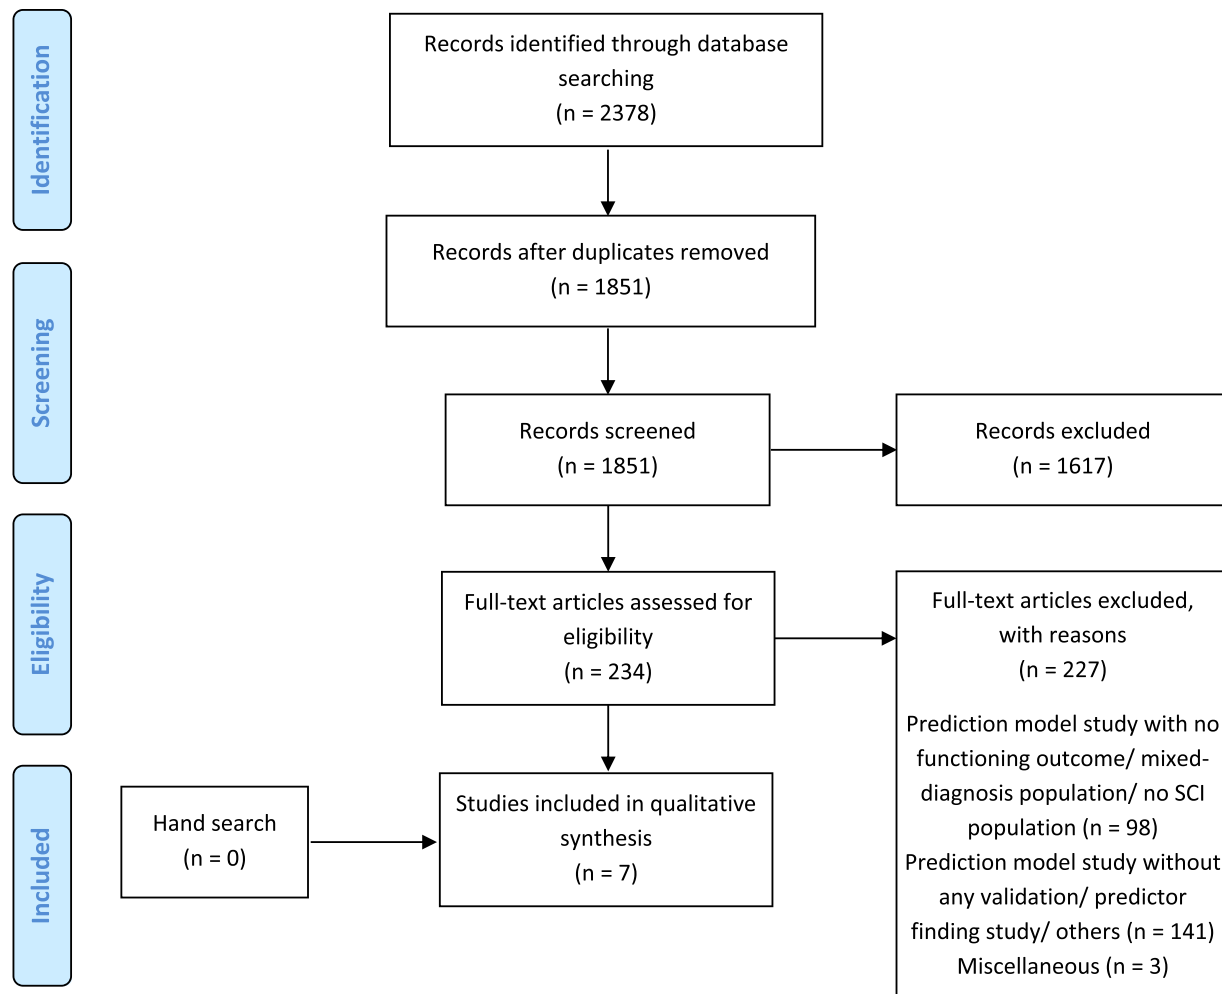 Identification
Records identified through database
searching
(n = 2378)
Records after duplicates removed
(n = 1851)
Screening
Records screened
(n = 1851)
Records excluded
(n = 1617)
Eligibility
Full-text articles assessed for
eligibility
(n = 234)
Full-text articles excluded,
with reasons
(n = 227)
Prediction model study with no
functioning outcome/ mixed-
diagnosis population/ no SCI
population (n = 98)
Prediction model study without
any validation/ predictor
finding study/ others (n = 141)
Miscellaneous (n = 3)
Included
Hand search
(n = 0)
Studies included in qualitative
synthesis
(n = 7)